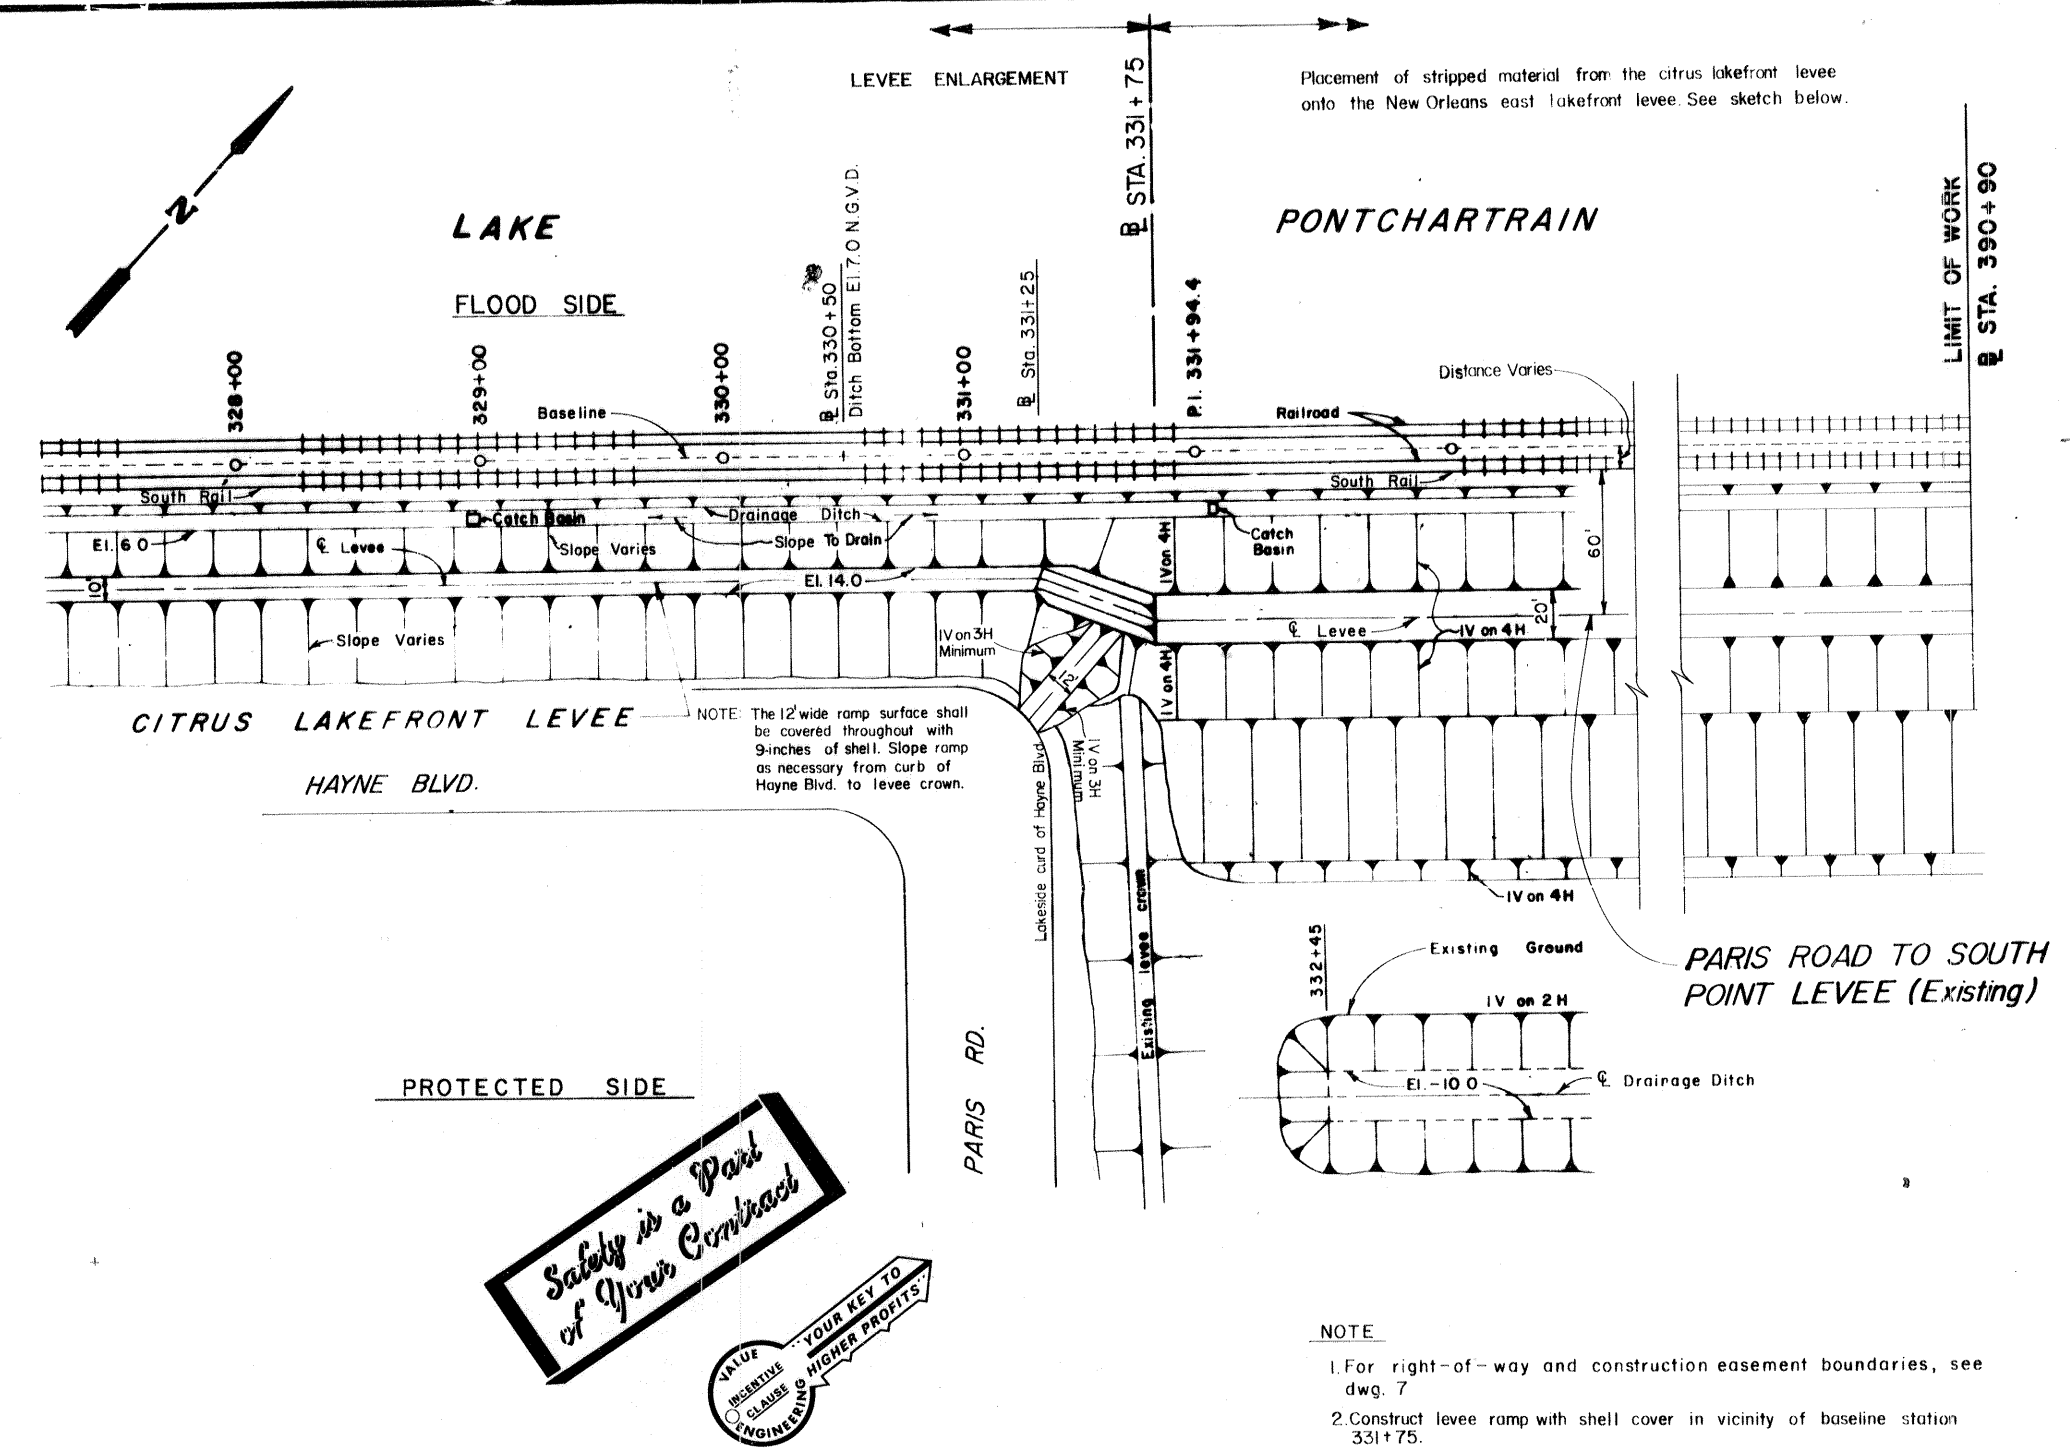 LEVEE ENLARGEMENT
Placement of stripped material from the citrus lakefront levee
onto the New Orleans east lakefront levee. See sketch below.
B/L STA. 331+75
LIMIT OF WORK
B/L STA. 390+90
N
LAKE
PONTCHARTRAIN
FLOOD SIDE
328+00
329+00
330+00
B/L Sta. 330+50
Ditch Bottom El. 7.0 N.G.V.D.
331+00
B/L Sta. 331+25
P.I. 331+94.4
Distance Varies
Baseline
Railroad
South Rail
South Rail
Catch Basin
Drainage Ditch
El. 6 0
℄ Levee
Slope Varies
Slope To Drain
1V on 4H
Catch
Basin
60'
10'
El. 14.0
20'
Slope Varies
1V on 3H
Minimum
℄ Levee
1V on 4H
1V on 4H
12'
CITRUS LAKEFRONT LEVEE
NOTE: The 12' wide ramp surface shall
be covered throughout with
9-inches of shell. Slope ramp
as necessary from curb of
Hayne Blvd. to levee crown.
HAYNE BLVD.
1V on 3H
Minimum
Lakeside curd of Hayne Blvd.
Existing levee crown
1V on 4H
332+45
Existing Ground
1V on 2H
PARIS ROAD TO SOUTH
POINT LEVEE (Existing)
El. -10 0
℄ Drainage Ditch
PROTECTED SIDE
PARIS RD.
Safety is a Part
of Your Contract
"YOUR KEY TO
HIGHER PROFITS"
VALUE
INCENTIVE
CLAUSE
ENGINEERING
NOTE
1. For right-of-way and construction easement boundaries, see
dwg. 7
2. Construct levee ramp with shell cover in vicinity of baseline station
331+75.